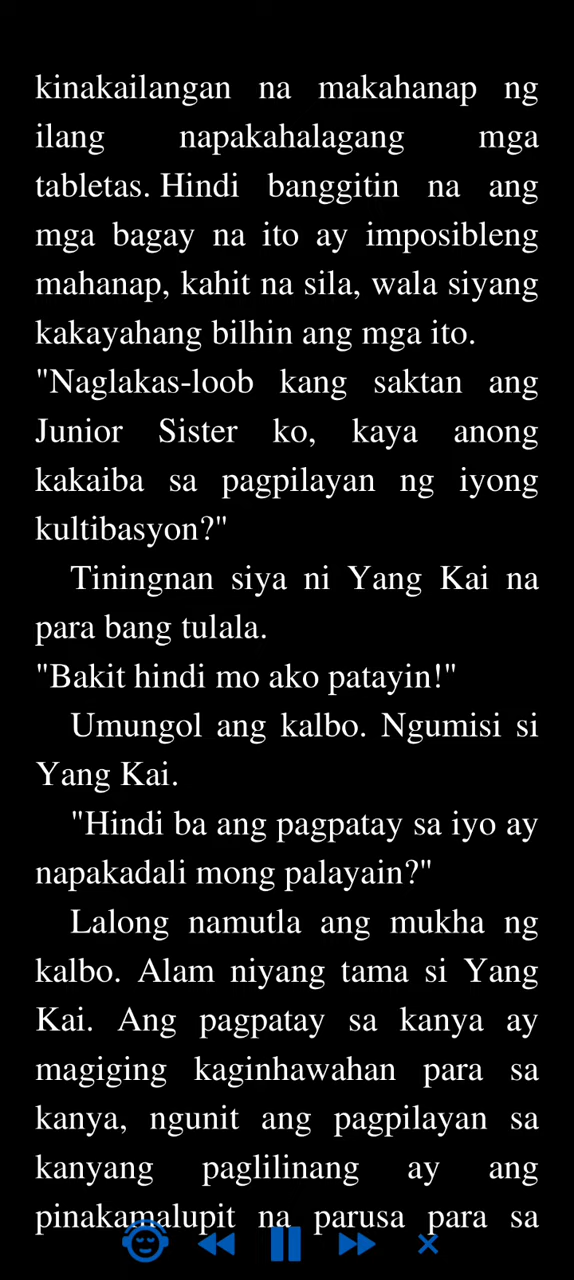 kinakailangan na makahanap ng
ilang napakahalagang mga
tabletas. Hindi banggitin na ang
mga bagay na ito ay imposibleng
mahanap, kahit na sila, wala siyang
kakayahang bilhin ang mga ito.
"Naglakas-loob kang saktan ang
Junior Sister ko, kaya anong
kakaiba sa pagpilayan ng iyong
kultibasyon?"
Tiningnan siya ni Yang Kai na
para bang tulala.
"Bakit hindi mo ako patayin!"
Umungol ang kalbo. Ngumisi si
Yang Kai.
"Hindi ba ang pagpatay sa iyo ay
napakadali mong palayain?"
Lalong namutla ang mukha ng
kalbo. Alam niyang tama si Yang
Kai. Ang pagpatay sa kanya ay
magiging kaginhawahan para sa
kanya, ngunit ang pagpilayan sa
kanyang paglilinang ay ang
pinakamalupit na parusa para sa